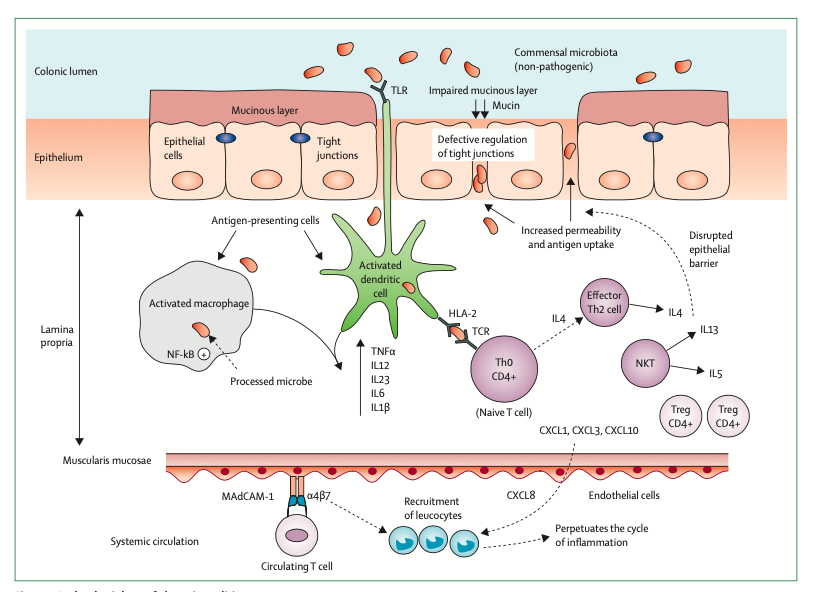 Commensal microbiota
(non-pathogenic)
Colonic lumen
TLR
Impaired mucinous layer
Mucin
Mucinous layer
Epithelial
cells
Tight
junctions
Defective regulation
of tight junctions
Epithelium
Antigen-presenting cells
Increased permeability
and antigen uptake
Disrupted
epithelial
barrier
Activated
dendritic
cell
Activated macrophage
Effector
Th2 cell
HLA-2
IL4
IL4
TCR
IL13
Lamina
propria
NF-kB +
TNFα
IL12
IL23
IL6
IL1β
Th0
CD4+
NKT
IL5
Processed microbe
(Naive T cell)
Treg
CD4+
Treg
CD4+
CXCL1, CXCL3, CXCL10
Muscularis mucosae
MAdCAM-1
α4β7
Recruitment
of leucocytes
CXCL8
Endothelial cells
Systemic circulation
Perpetuates the cycle
of inflammation
Circulating T cell